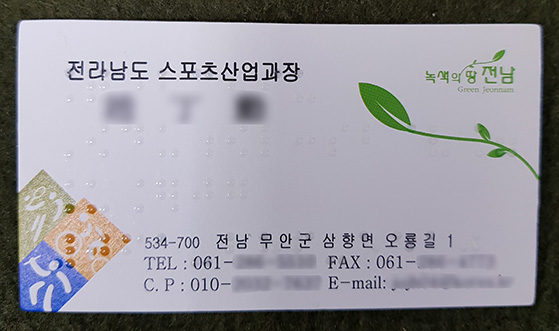 전라남도 스포츠산업과장
녹색의 땅 전남
Green Jeonnam
534-700 전남 무안군 삼향면 오룡길 1
TEL : 061- FAX : 061-
C. P : 010- E-mail: